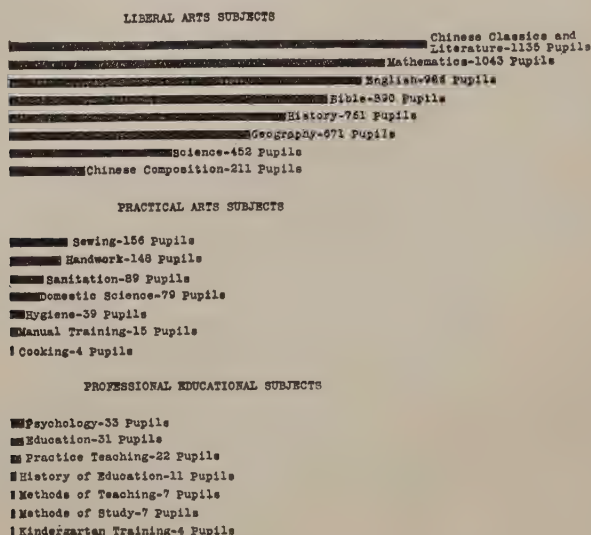 LIBERAL ARTS SUBJECTS
Chinese Classics and
Literature-1135 Pupils
Mathematics-1043 Pupils
English-986 Pupils
Bible-890 Pupils
History-761 Pupils
Geography-671 Pupils
Science-452 Pupils
Chinese Composition-211 Pupils
PRACTICAL ARTS SUBJECTS
Sewing-156 Pupils
Handwork-148 Pupils
Sanitation-89 Pupils
Domestic Science-79 Pupils
Hygiene-39 Pupils
Manual Training-15 Pupils
Cooking-4 Pupils
PROFESSIONAL EDUCATIONAL SUBJECTS
Psychology-33 Pupils
Education-31 Pupils
Practice Teaching-22 Pupils
History of Education-11 Pupils
Methods of Teaching-7 Pupils
Methods of Study-7 Pupils
Kindergarten Training-4 Pupils